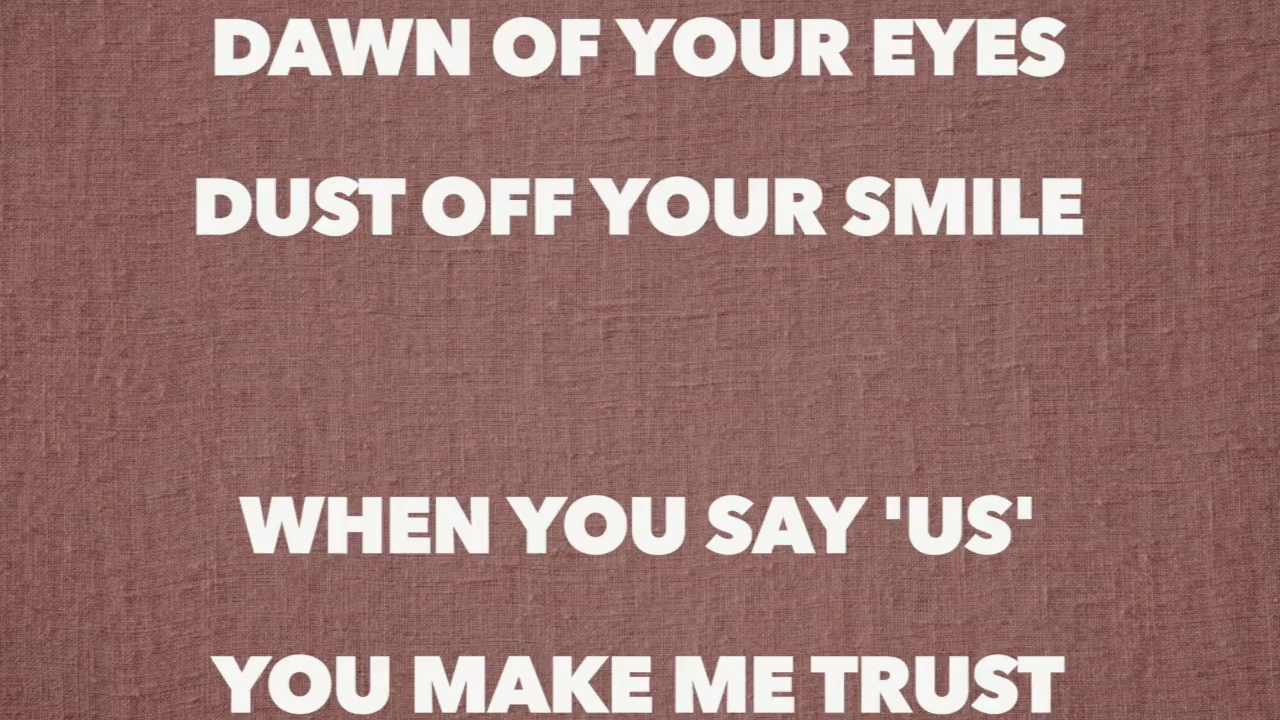 DAWN OF YOUR EYES
DUST OFF YOUR SMILE
WHEN YOU SAY 'US'
YOU MAKE ME TRUST